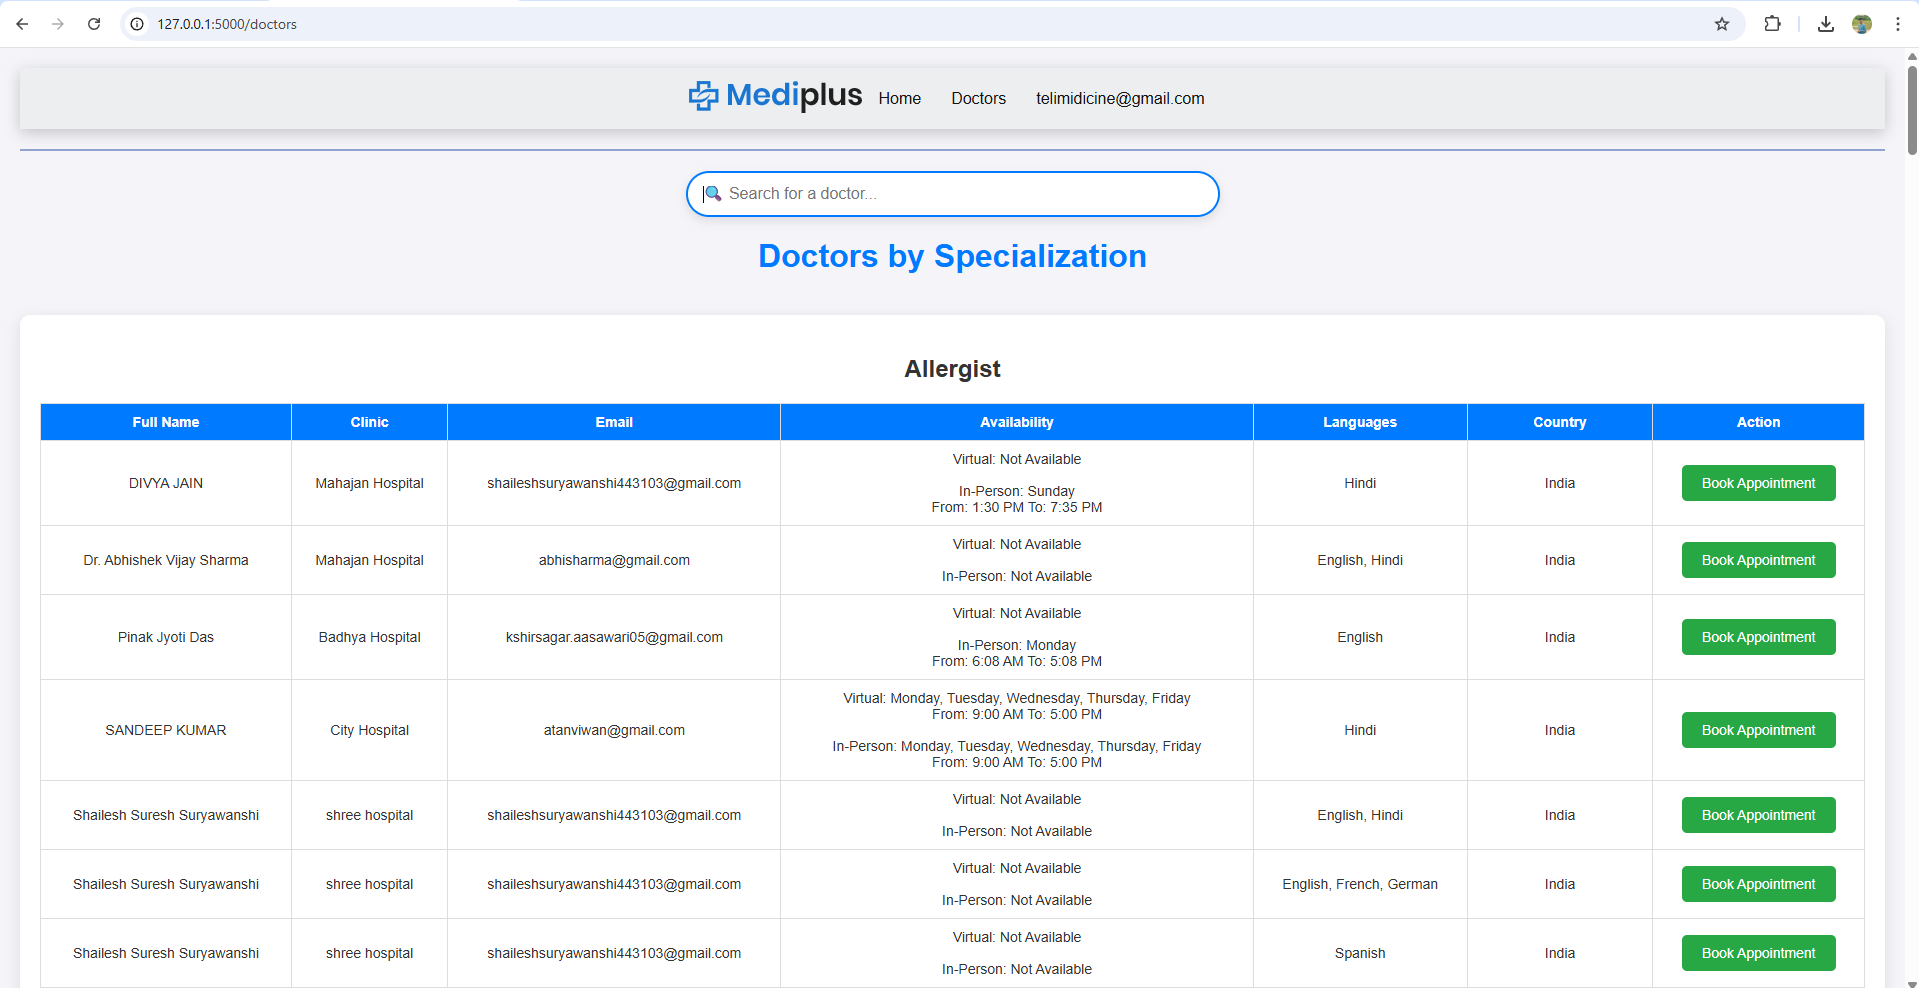 127.0.0.1:5000/doctors
Mediplus Home Doctors telimidicine@gmail.com
Search for a doctor...
Doctors by Specialization
Allergist
Full Name Clinic Email Availability Languages Country Action
DIVYA JAIN Mahajan Hospital shaileshsuryawanshi443103@gmail.com Virtual: Not Available
In-Person: Sunday
From: 1:30 PM To: 7:35 PM
Hindi India Book Appointment
Dr. Abhishek Vijay Sharma Mahajan Hospital abhisharma@gmail.com Virtual: Not Available
In-Person: Not Available
English, Hindi India Book Appointment
Pinak Jyoti Das Badhya Hospital kshirsagar.aasawari05@gmail.com Virtual: Not Available
In-Person: Monday
From: 6:08 AM To: 5:08 PM
English India Book Appointment
SANDEEP KUMAR City Hospital atanviwan@gmail.com Virtual: Monday, Tuesday, Wednesday, Thursday, Friday
From: 9:00 AM To: 5:00 PM
In-Person: Monday, Tuesday, Wednesday, Thursday, Friday
From: 9:00 AM To: 5:00 PM
Hindi India Book Appointment
Shailesh Suresh Suryawanshi shree hospital shaileshsuryawanshi443103@gmail.com Virtual: Not Available
In-Person: Not Available
English, Hindi India Book Appointment
Shailesh Suresh Suryawanshi shree hospital shaileshsuryawanshi443103@gmail.com Virtual: Not Available
In-Person: Not Available
English, French, German India Book Appointment
Shailesh Suresh Suryawanshi shree hospital shaileshsuryawanshi443103@gmail.com Virtual: Not Available
In-Person: Not Available
Spanish India Book Appointment